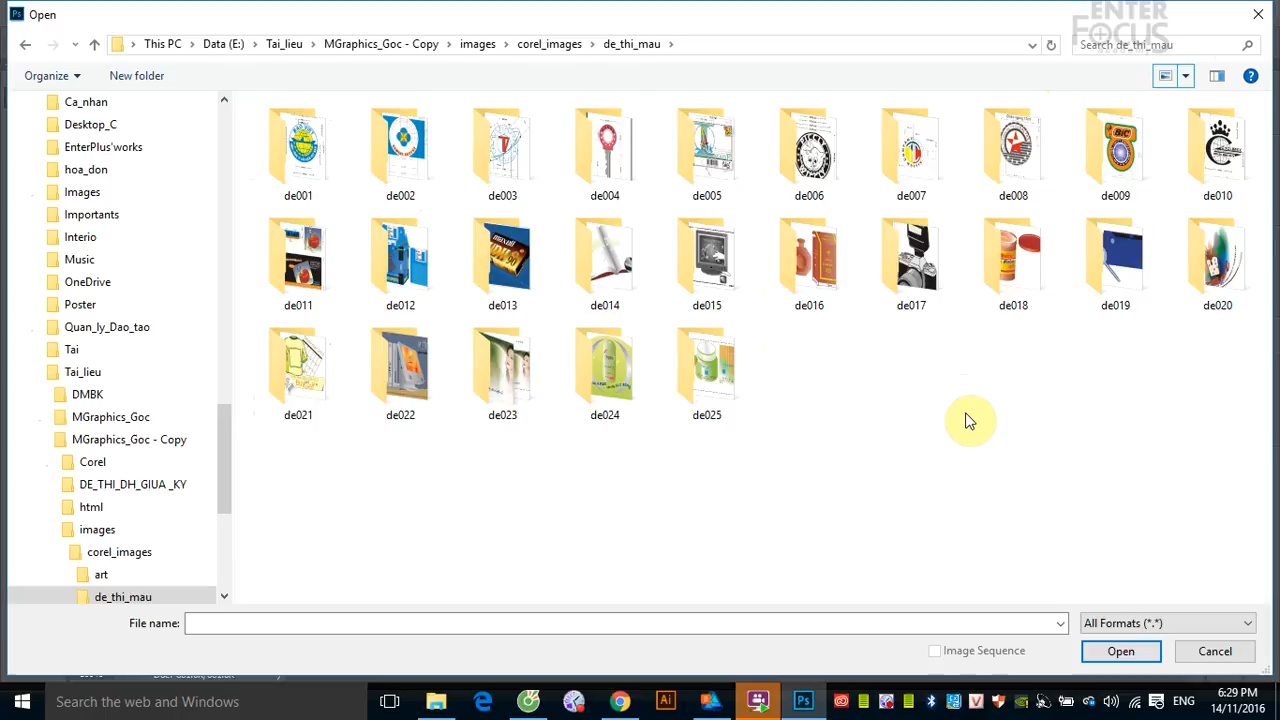 Open
ENTER
FOCUS
This PC > Data (E:) > Tai_lieu > MGraphics_Goc - Copy > images > corel_images > de_thi_mau >
Search de_thi_mau
Organize
New folder
Ca_nhan
Desktop_C
EnterPlus'works
hoa_don
Images
Importants
Interio
Music
OneDrive
Poster
Quan_ly_Dao_tao
Tai
Tai_lieu
DMBK
MGraphics_Goc
MGraphics_Goc - Copy
Corel
DE_THI_DH_GIUA _KY
html
images
corel_images
art
de_thi_mau
de001 de002 de003 de004 de005 de006 de007 de008 de009 de010
de011 de012 de013 de014 de015 de016 de017 de018 de019 de020
de021 de022 de023 de024 de025
File name:
All Formats (*.*)
Image Sequence
Open
Cancel
Search the web and Windows
ENG
6:29 PM
14/11/2016